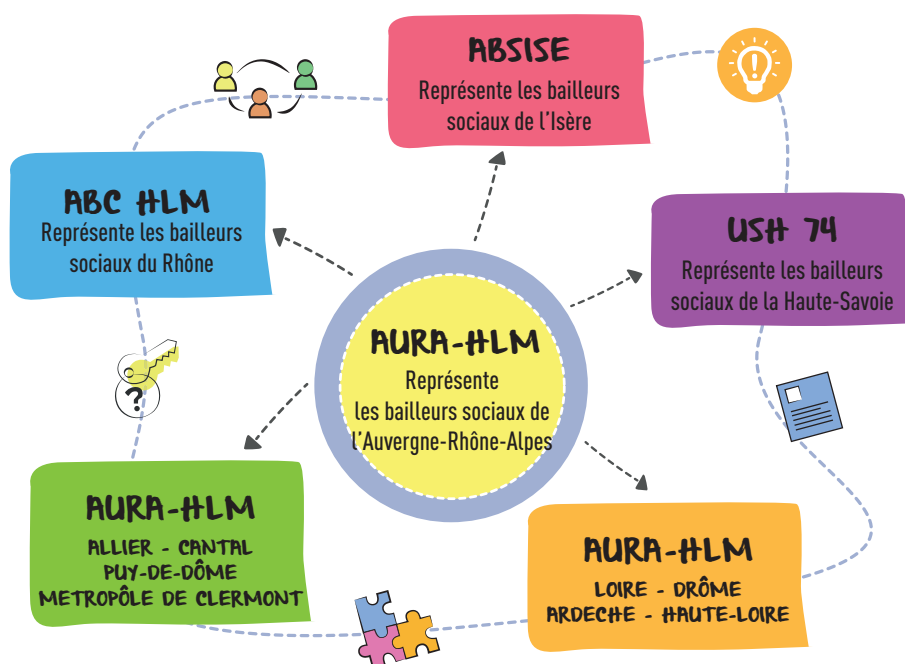 ABSISE
Représente les bailleurs
sociaux de l'Isère
ABC HLM
Représente les bailleurs
sociaux du Rhône
USH 74
Représente les bailleurs
sociaux de la Haute-Savoie
AURA-HLM
Représente
les bailleurs sociaux de
l'Auvergne-Rhône-Alpes
?
AURA-HLM
ALLIER - CANTAL
PUY-DE-DÔME
METROPÔLE DE CLERMONT
AURA-HLM
LOIRE - DRÔME
ARDECHE - HAUTE-LOIRE